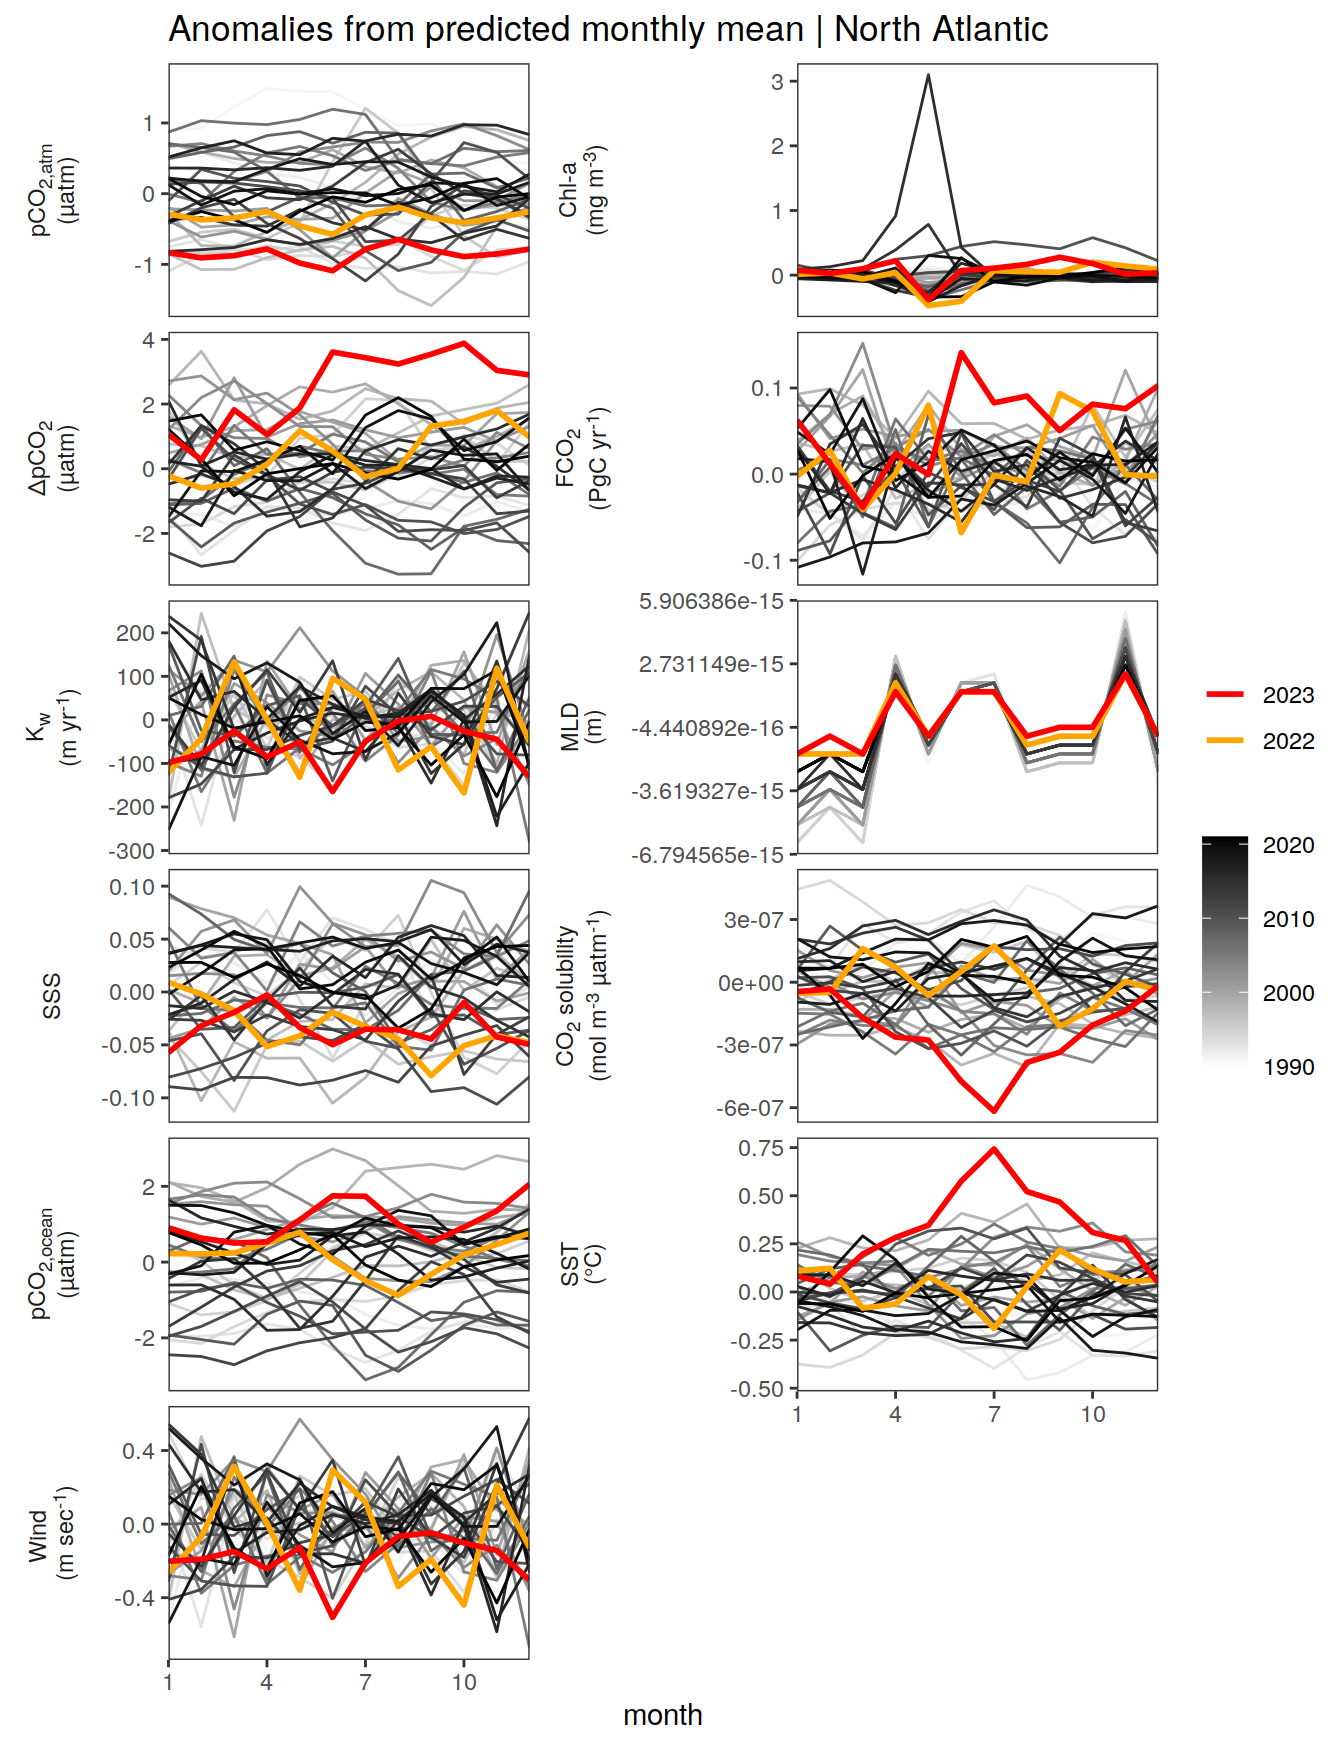 Anomalies from predicted monthly mean | North Atlantic
pCO2,atm
(µatm)
1
0
-1
Chl-a
(mg m-3)
3
2
1
0
ΔpCO2
(µatm)
4
2
0
-2
FCO2
(PgC yr-1)
0.1
0.0
-0.1
Kw
(m yr-1)
200
100
0
-100
-200
-300
MLD
(m)
5.906386e-15
2.731149e-15
-4.440892e-16
-3.619327e-15
-6.794565e-15
SSS
0.10
0.05
0.00
-0.05
-0.10
CO2 solubility
(mol m-3 µatm-1)
3e-07
0e+00
-3e-07
-6e-07
pCO2,ocean
(µatm)
2
0
-2
SST
(°C)
0.75
0.50
0.25
0.00
-0.25
-0.50
1 4 7 10
Wind
(m sec-1)
0.4
0.0
-0.4
1 4 7 10
month
2023
2022
2020
2010
2000
1990